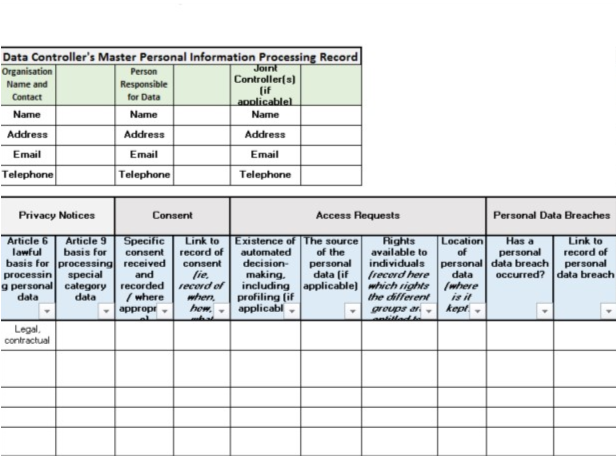 Data Controller's Master Personal Information Processing Record
Organisation Name and Contact
Person Responsible for Data
Joint Controller(s) (if applicable)
Name Name Name
Address Address Address
Email Email Email
Telephone Telephone Telephone
Privacy Notices Consent Access Requests Personal Data Breaches
Article 6 lawful basis for processin g personal data
Article 9 basis for processing special category data
Specific consent received and recorded ( where appropr
Link to record of consent (ie, record of when, how, what
Existence of automated decision-making, including profiling (if applicabl
The source of the personal data (if applicable)
Rights available to individuals (record here which rights the different groups ar entitled to
Location of personal data (where is it kept
Has a personal data breach occurred?
Link to record of personal data breach
Legal,
contractual